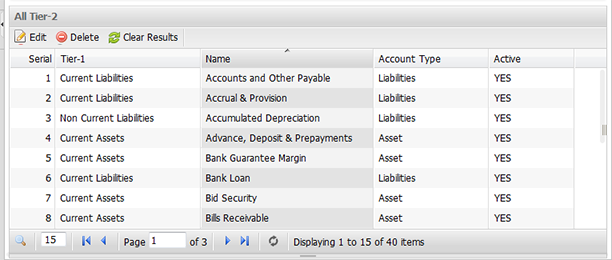 All Tier-2
Edit Delete Clear Results
Serial Tier-1 Name Account Type Active
1 Current Liabilities Accounts and Other Payable Liabilities YES
2 Current Liabilities Accrual & Provision Liabilities YES
3 Non Current Liabilities Accumulated Depreciation Liabilities YES
4 Current Assets Advance, Deposit & Prepayments Asset YES
5 Current Assets Bank Guarantee Margin Asset YES
6 Current Liabilities Bank Loan Liabilities YES
7 Current Assets Bid Security Asset YES
8 Current Assets Bills Receivable Asset YES
15 Page 1 of 3 Displaying 1 to 15 of 40 items